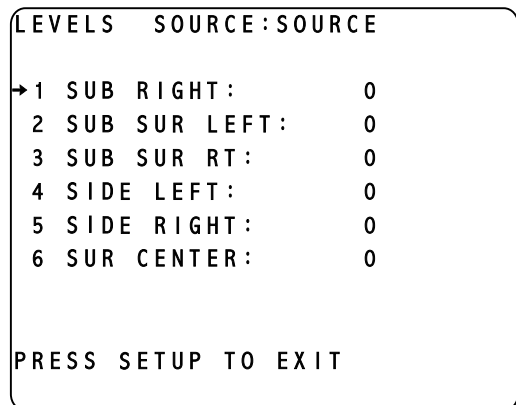 LEVELS SOURCE:SOURCE
→1 SUB RIGHT: 0
2 SUB SUR LEFT: 0
3 SUB SUR RT: 0
4 SIDE LEFT: 0
5 SIDE RIGHT: 0
6 SUR CENTER: 0
PRESS SETUP TO EXIT